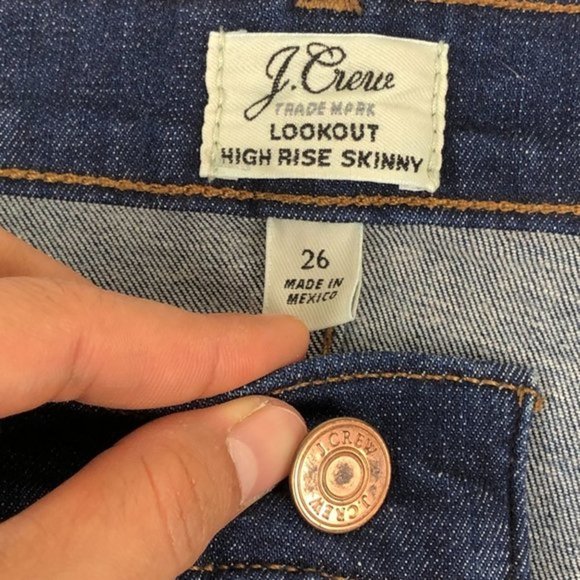 J.Crew
TRADE MARK
LOOKOUT
HIGH RISE SKINNY
26
MADE IN
MEXICO
J.CREW
J.CREW